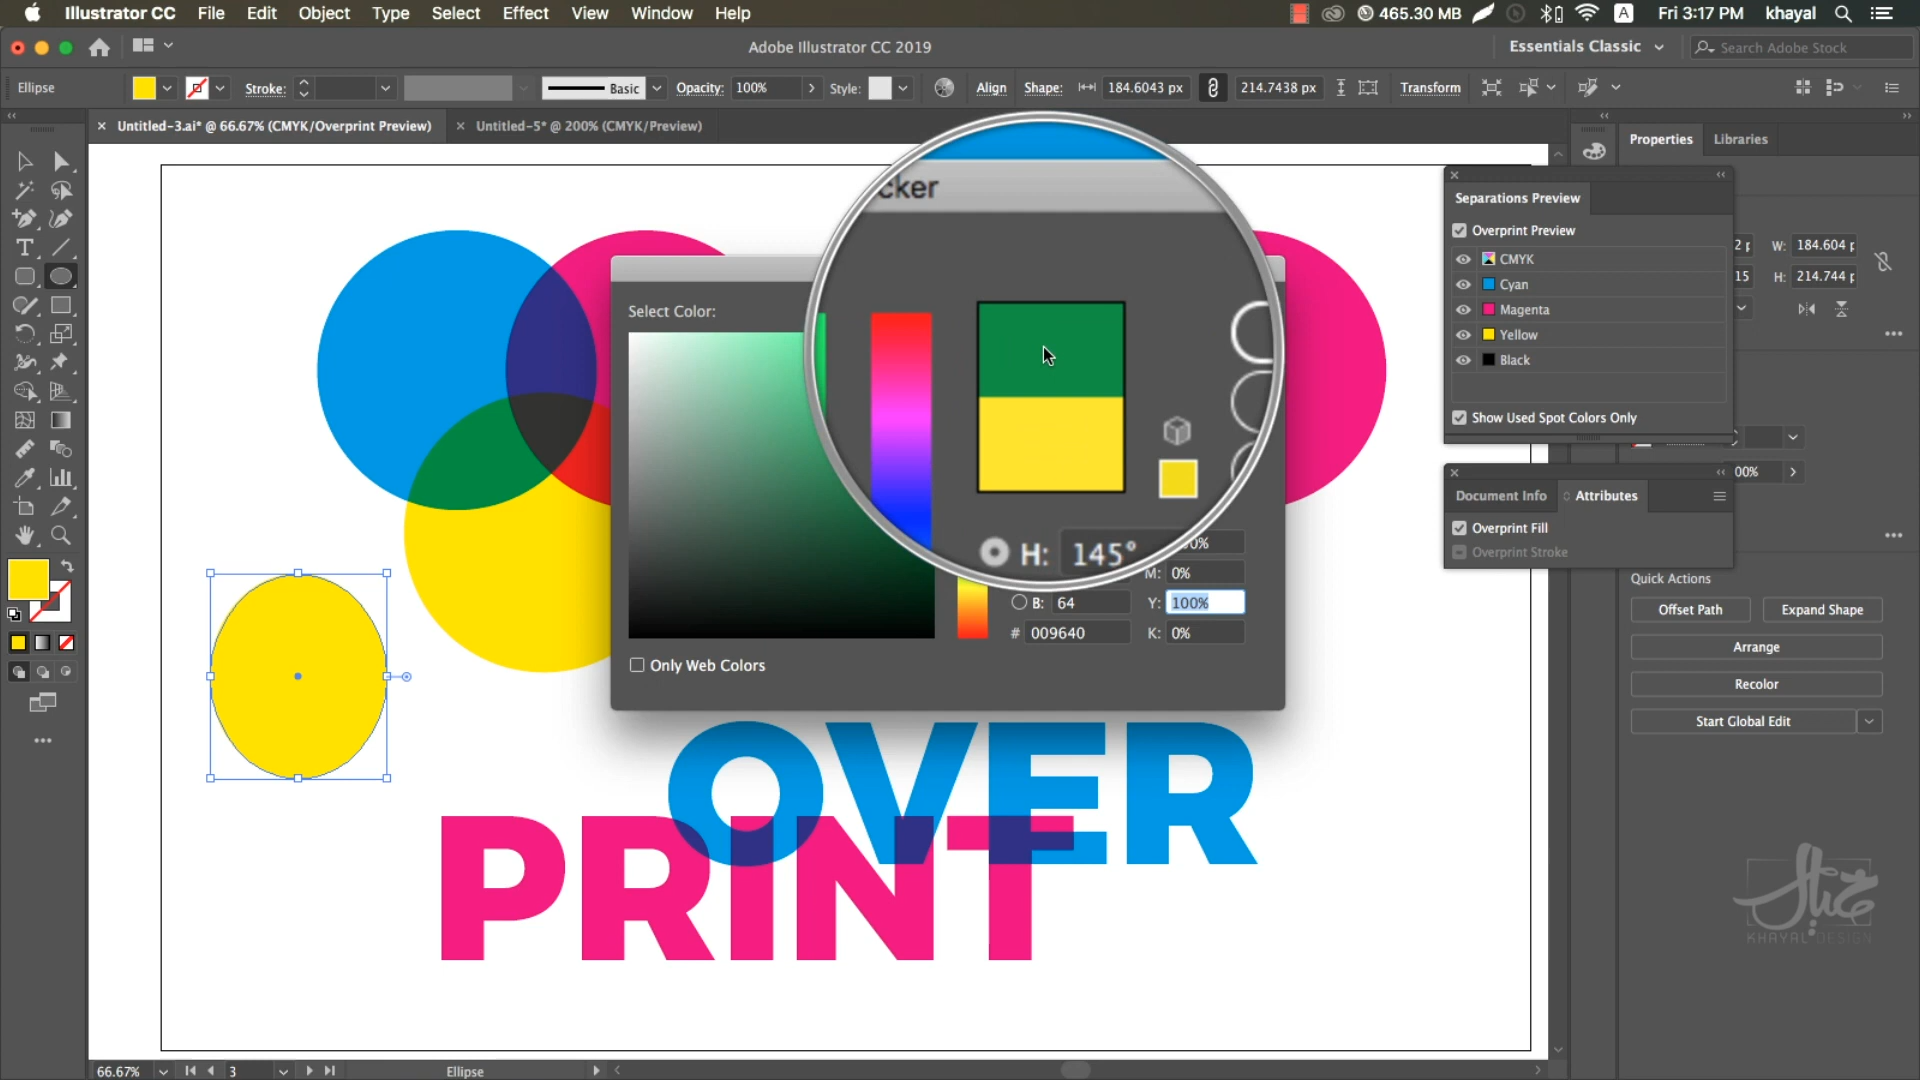 Illustrator CC File Edit Object Type Select Effect View Window Help 465.30 MB A Fri 3:17 PM khayal
Adobe Illustrator CC 2019 Essentials Classic Search Adobe Stock
Ellipse Stroke: Basic Opacity: 100% Style: Align Shape: 184.6043 px 214.7438 px Transform
Untitled-3.ai* @ 66.67% (CMYK/Overprint Preview) Untitled-5* @ 200% (CMYK/Preview)
Properties Libraries
cker
Separations Preview
Overprint Preview
W: 184.604 p
CMYK
15 H: 214.744 p
Cyan
Magenta
Yellow
Black
Show Used Spot Colors Only
Select Color:
00%
Document Info Attributes
Overprint Fill
Overprint Stroke
H: 145°
M: 0%
B: 64 Y: 100%
# 009640 K: 0%
Only Web Colors
Quick Actions
Offset Path Expand Shape
Arrange
Recolor
Start Global Edit
OVER
PRINT
خيال
KHAYAL DESIGN
66.67% 3 Ellipse